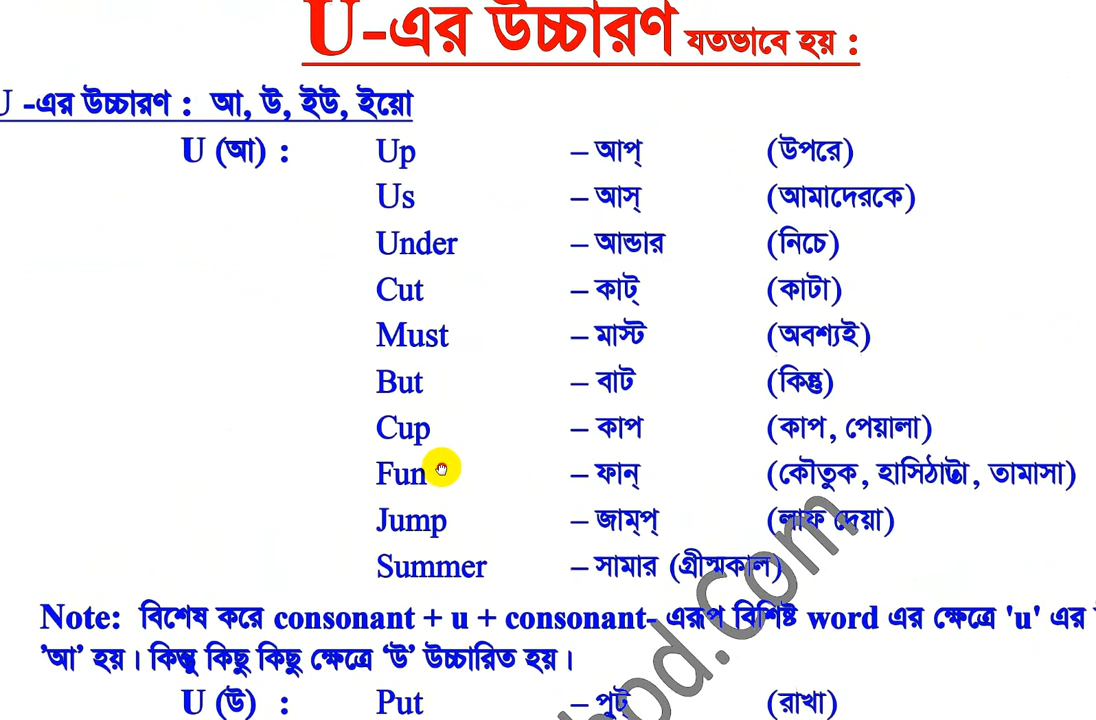 U-এর উচ্চারণ যতভাবে হয় :
U -এর উচ্চারণ : আ, উ, ইউ, ইয়ো
U (আ) : Up – আপ্ (উপরে)
Us – আস্ (আমাদেরকে)
Under – আন্ডার (নিচে)
Cut – কাট্ (কাটা)
Must – মাস্ট (অবশ্যই)
But – বাট (কিন্তু)
Cup – কাপ (কাপ, পেয়ালা)
Fun – ফান্ (কৌতুক, হাসিঠাট্টা, তামাসা)
Jump – জাম্প্ (লাফ দেয়া)
Summer – সামার (গ্রীস্মকাল)
Note: বিশেষ করে consonant + u + consonant- এরূপ বিশিষ্ট word এর ক্ষেত্রে 'u' এর
’আ’ হয়। কিন্তু কিছু কিছু ক্ষেত্রে ‘উ’ উচ্চারিত হয়।
U (উ) : Put – পুট্ (রাখা)